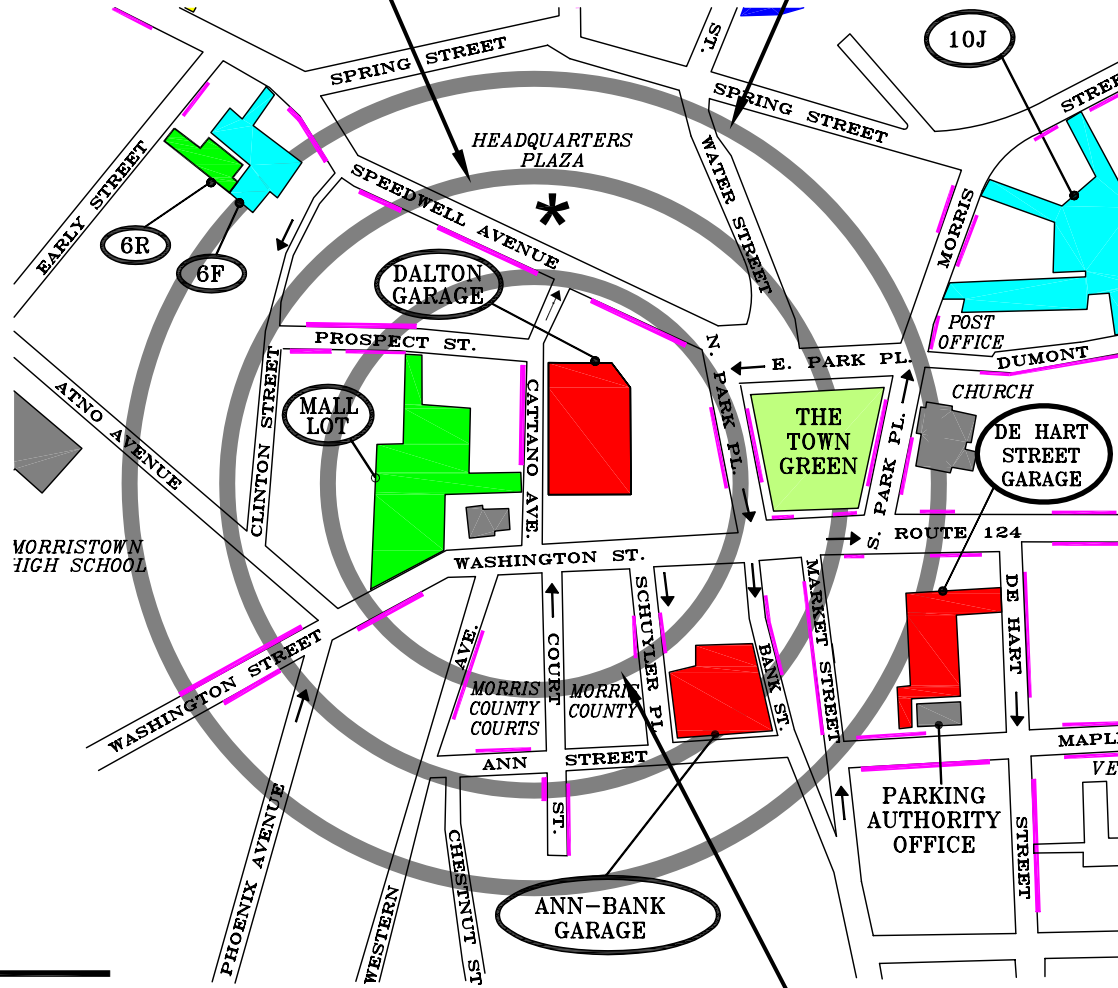 SPRING STREET
ST.
10J
STREE
SPRING STREET
HEADQUARTERS
PLAZA
*
WATER STREET
EARLY STREET
6R
6F
SPEEDWELL AVENUE
MORRIS
DALTON
GARAGE
POST
OFFICE
PROSPECT ST.
N. PARK PL.
E. PARK PL.
DUMONT
CHURCH
ATNO AVENUE
CLINTON STREET
MALL
LOT
CATTANO AVE.
THE
TOWN
GREEN
S. PARK PL.
DE HART
STREET
GARAGE
ROUTE 124
MORRISTOWN
HIGH SCHOOL
WASHINGTON ST.
WASHINGTON STREET
AVE.
COURT
SCHUYLER PL.
BANK ST.
MARKET STREET
DE HART
MORRIS
COUNTY
COURTS
MORRIS
COUNTY
ANN STREET
MAPL
VE
PHOENIX AVENUE
WESTERN
CHESTNUT ST
ST.
PARKING
AUTHORITY
OFFICE
STREET
ANN-BANK
GARAGE